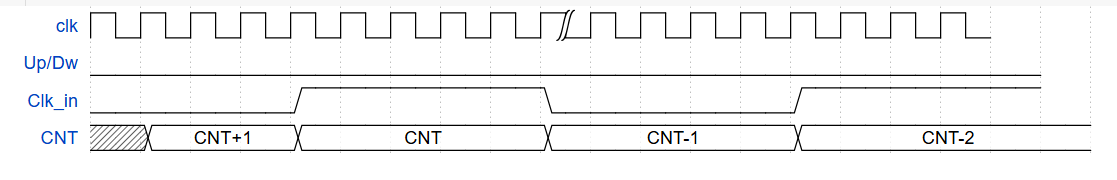 clk
Up/Dw
Clk_in
CNT CNT+1 CNT CNT-1 CNT-2